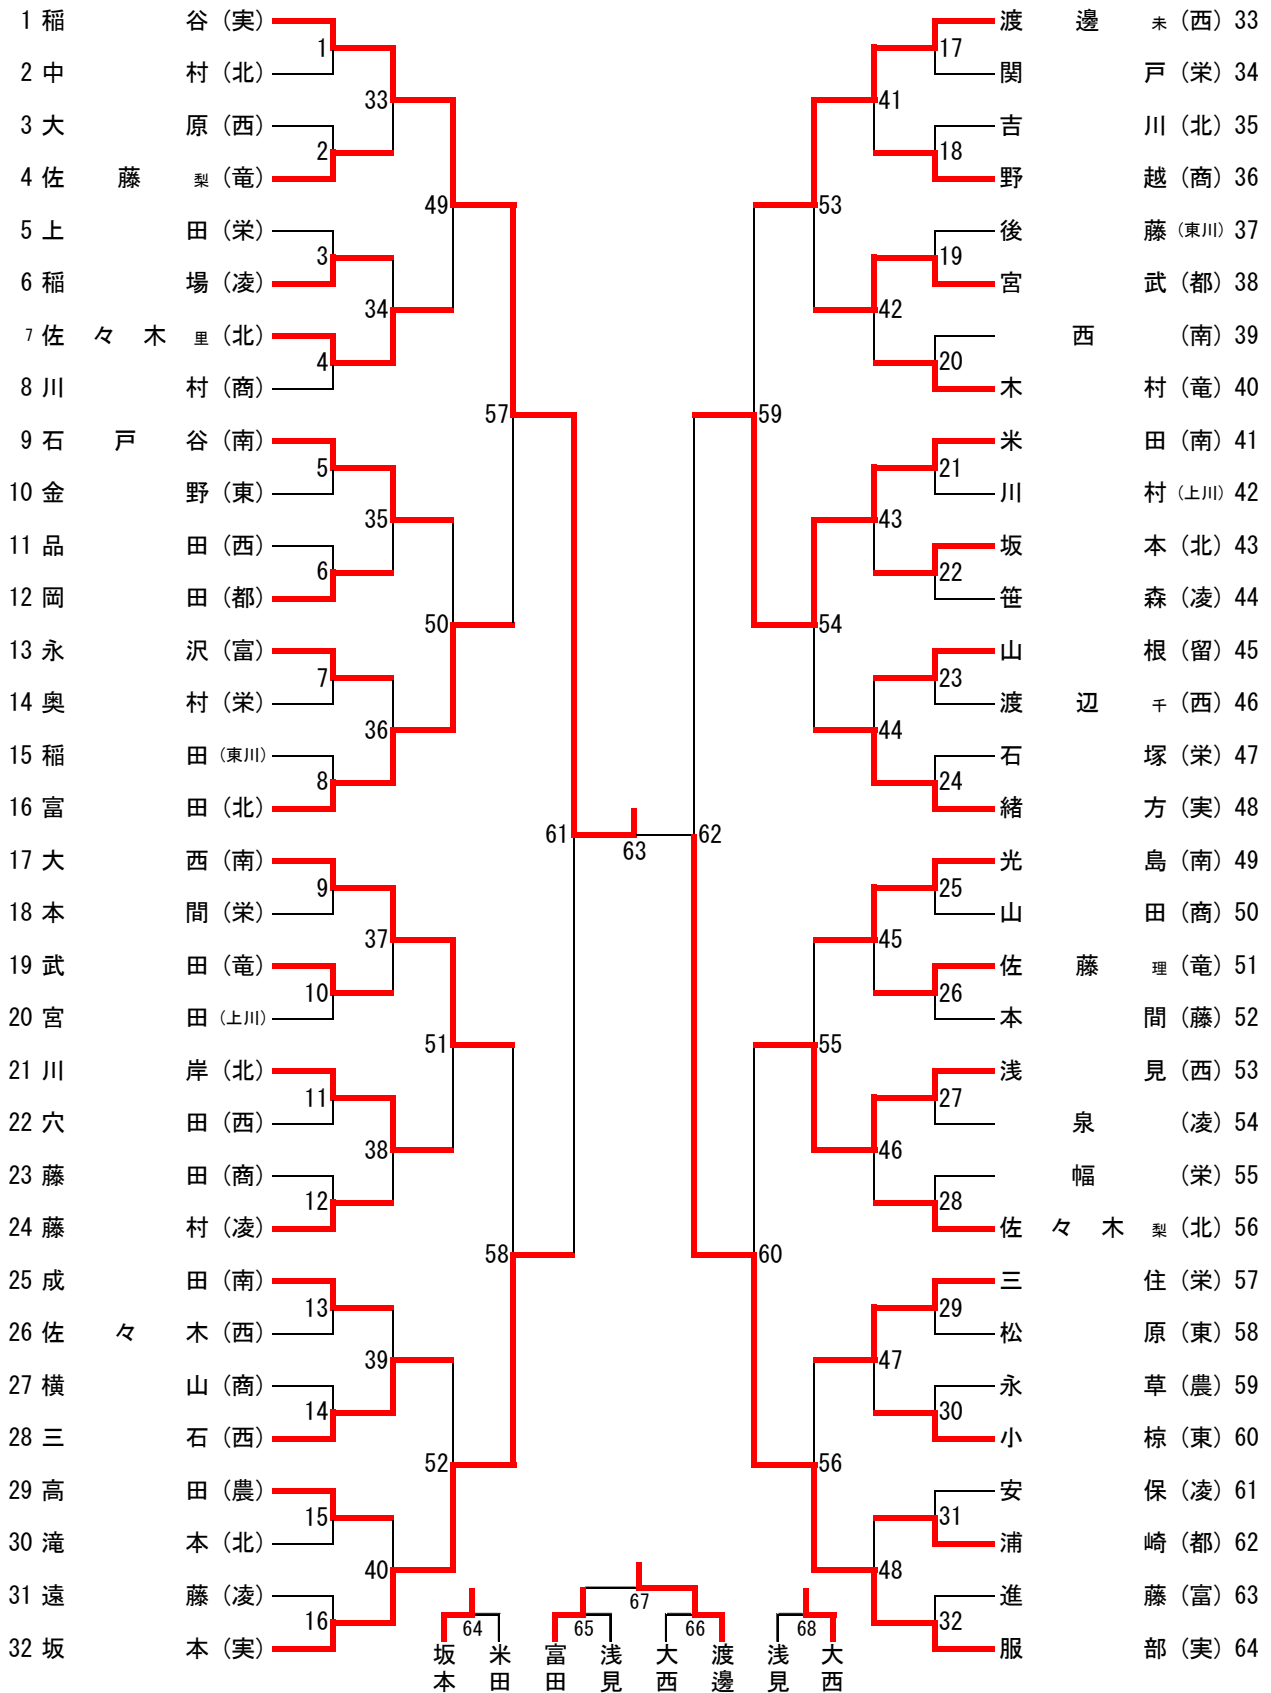 1 稲谷 (実)
2 中村 (北)
3 大原 (西)
4 佐藤 梨 (竜)
5 上田 (栄)
6 稲場 (凌)
7 佐々木 里 (北)
8 川村 (商)
9 石戸谷 (南)
10 金野 (東)
11 品田 (西)
12 岡田 (都)
13 永沢 (富)
14 奥村 (栄)
15 稲田 (東川)
16 富田 (北)
17 大西 (南)
18 本間 (栄)
19 武田 (竜)
20 宮田 (上川)
21 川岸 (北)
22 穴田 (西)
23 藤田 (商)
24 藤村 (凌)
25 成田 (南)
26 佐々木 (西)
27 横山 (商)
28 三石 (西)
29 高田 (農)
30 滝本 (北)
31 遠藤 (凌)
32 坂本 (実)
1
2
3
4
5
6
7
8
9
10
11
12
13
14
15
16
33
34
35
36
37
38
39
40
49
50
51
52
57
58
61
63
62
59
60
53
54
55
56
41
42
43
44
45
46
47
48
17
18
19
20
21
22
23
24
25
26
27
28
29
30
31
32
渡邊 未 (西) 33
関戸 (栄) 34
吉川 (北) 35
野越 (商) 36
後藤 (東川) 37
宮武 (都) 38
西 (南) 39
木村 (竜) 40
米田 (南) 41
川村 (上川) 42
坂本 (北) 43
笹森 (凌) 44
山根 (留) 45
渡辺 千 (西) 46
石塚 (栄) 47
緒方 (実) 48
光島 (南) 49
山田 (商) 50
佐藤 理 (竜) 51
本間 (藤) 52
浅見 (西) 53
泉 (凌) 54
幅 (栄) 55
佐々木 梨 (北) 56
三住 (栄) 57
松原 (東) 58
永草 (農) 59
小椋 (東) 60
安保 (凌) 61
浦崎 (都) 62
進藤 (富) 63
服部 (実) 64
67
64
65
66
68
坂本
米田
富田
浅見
大西
渡邊
浅見
大西